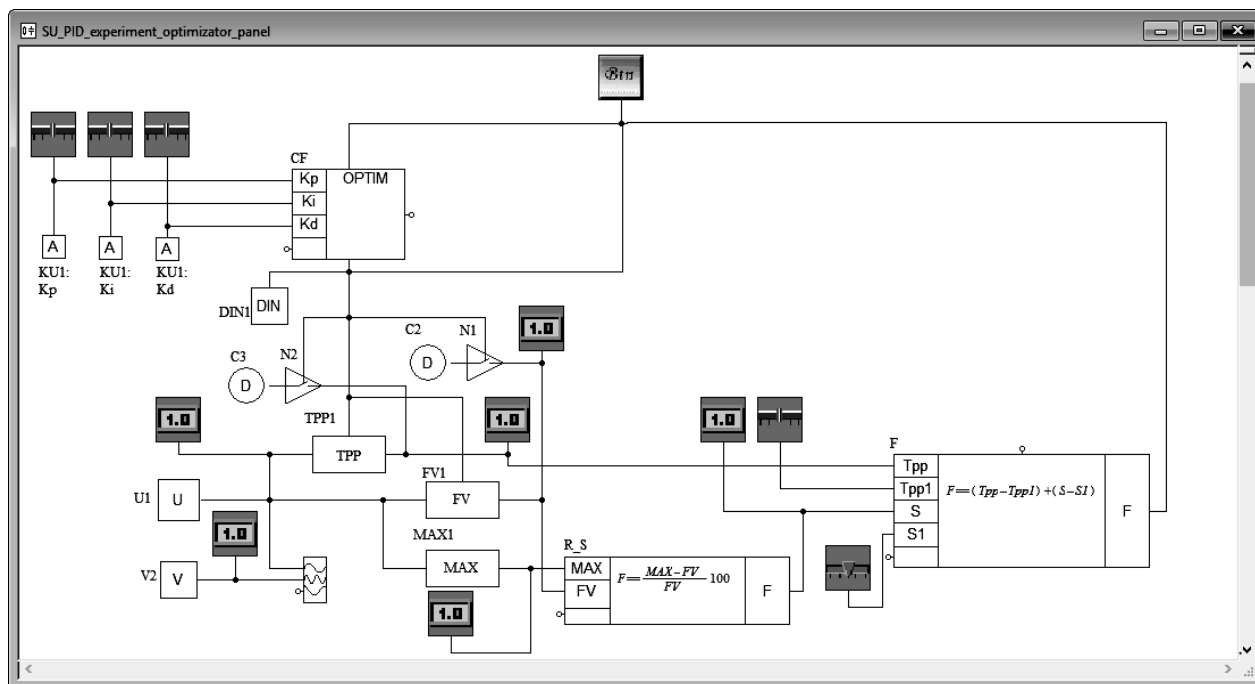 SU_PID_experiment_optimizator_panel
Btn
CF
Kp
OPTIM
Ki
Kd
A
A
A
KU1:
Kp
KU1:
Ki
KU1:
Kd
DIN1
DIN
C3
D
N2
C2
D
N1
1.0
1.0
TPP1
TPP
1.0
1.0
U1
U
FV1
FV
1.0
V2
V
MAX1
MAX
1.0
R_S
MAX
FV
F=(MAX-FV)/FV 100
F
F
Tpp
Tpp1
S
S1
F=(Tpp-Tpp1)+(S-S1)
F